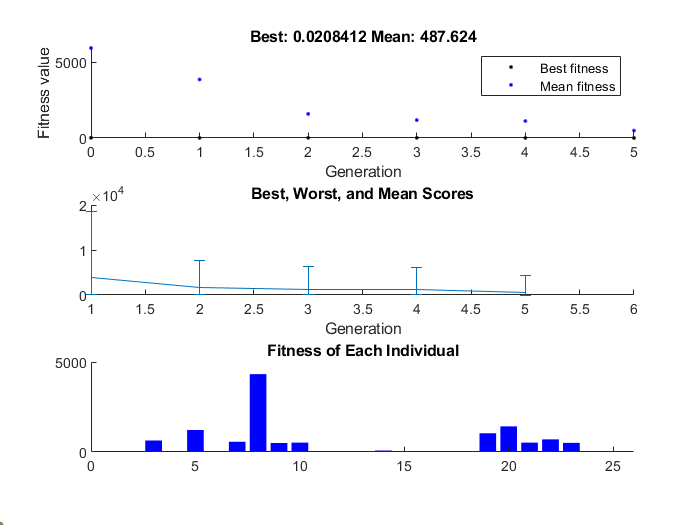 Best: 0.0208412 Mean: 487.624
Fitness value
5000
0
Best fitness
Mean fitness
0 0.5 1 1.5 2 2.5 3 3.5 4 4.5 5
Generation
×10^4
Best, Worst, and Mean Scores
2
1
0
1 1.5 2 2.5 3 3.5 4 4.5 5 5.5 6
Generation
Fitness of Each Individual
5000
0
0 5 10 15 20 25